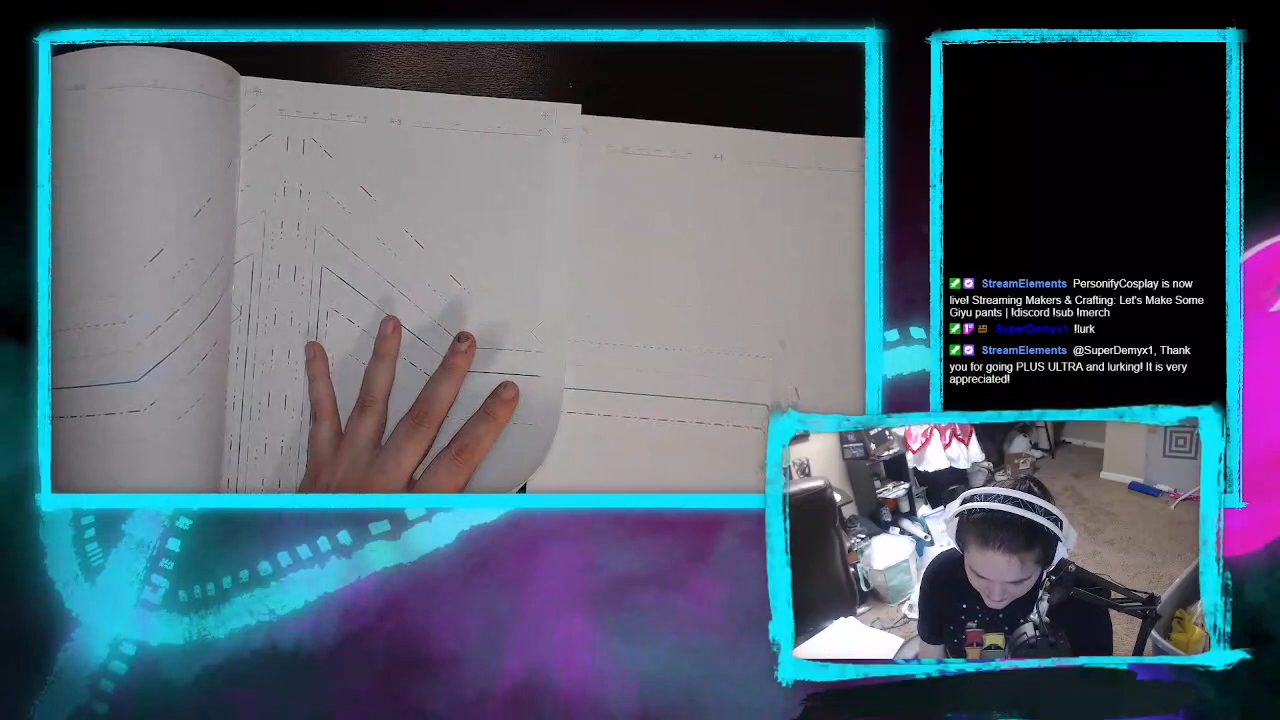 StreamElements PersonifyCosplay is now
live! Streaming Makers & Crafting: Let's Make Some
Giyu pants | !discord !sub !merch
SuperDemyx1 !lurk
StreamElements @SuperDemyx1, Thank
you for going PLUS ULTRA and lurking! It is very
appreciated!